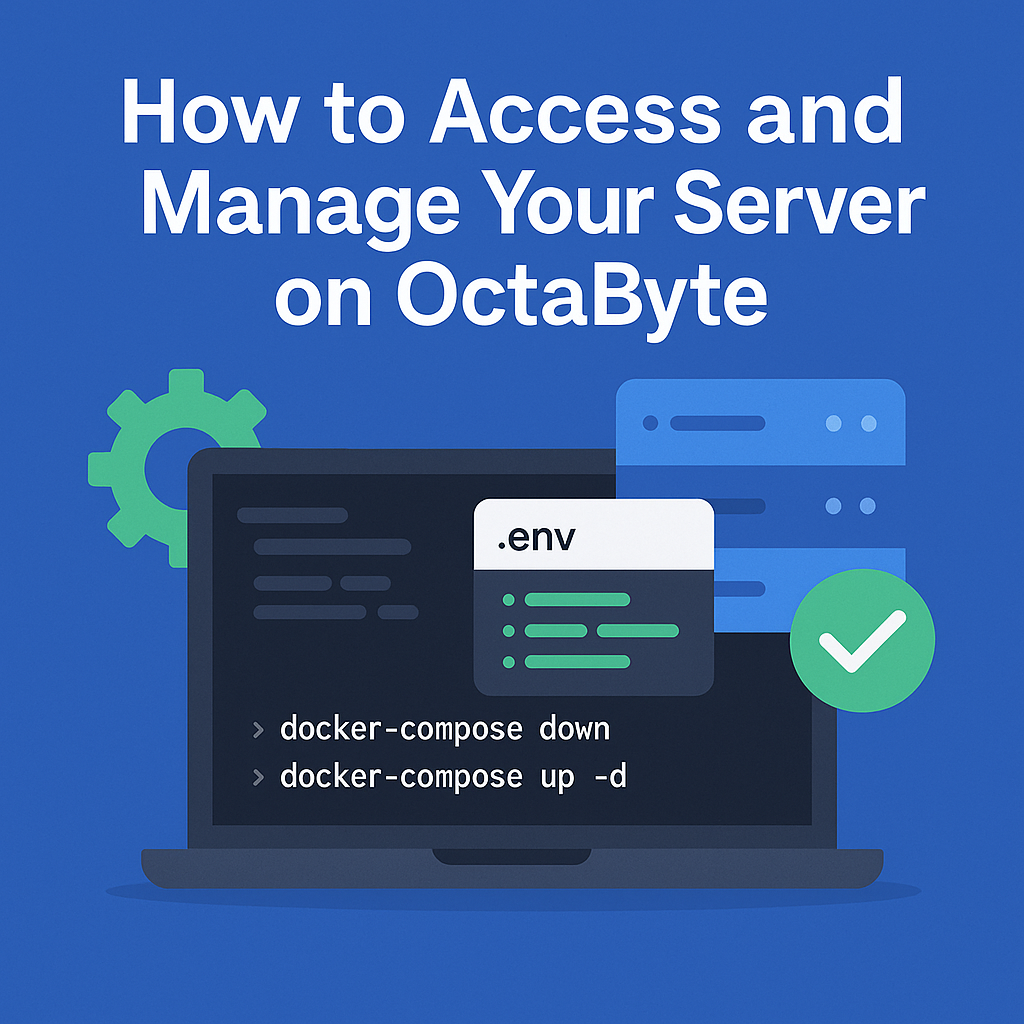 How to Access and
Manage Your Server
on OctaByte
.env
> docker-compose down
> docker-compose up -d